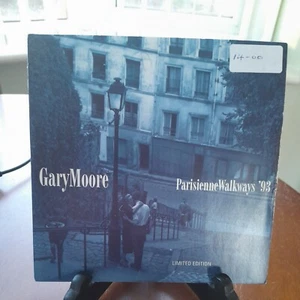 GaryMoore
ParisienneWalkways '93
LIMITED EDITION